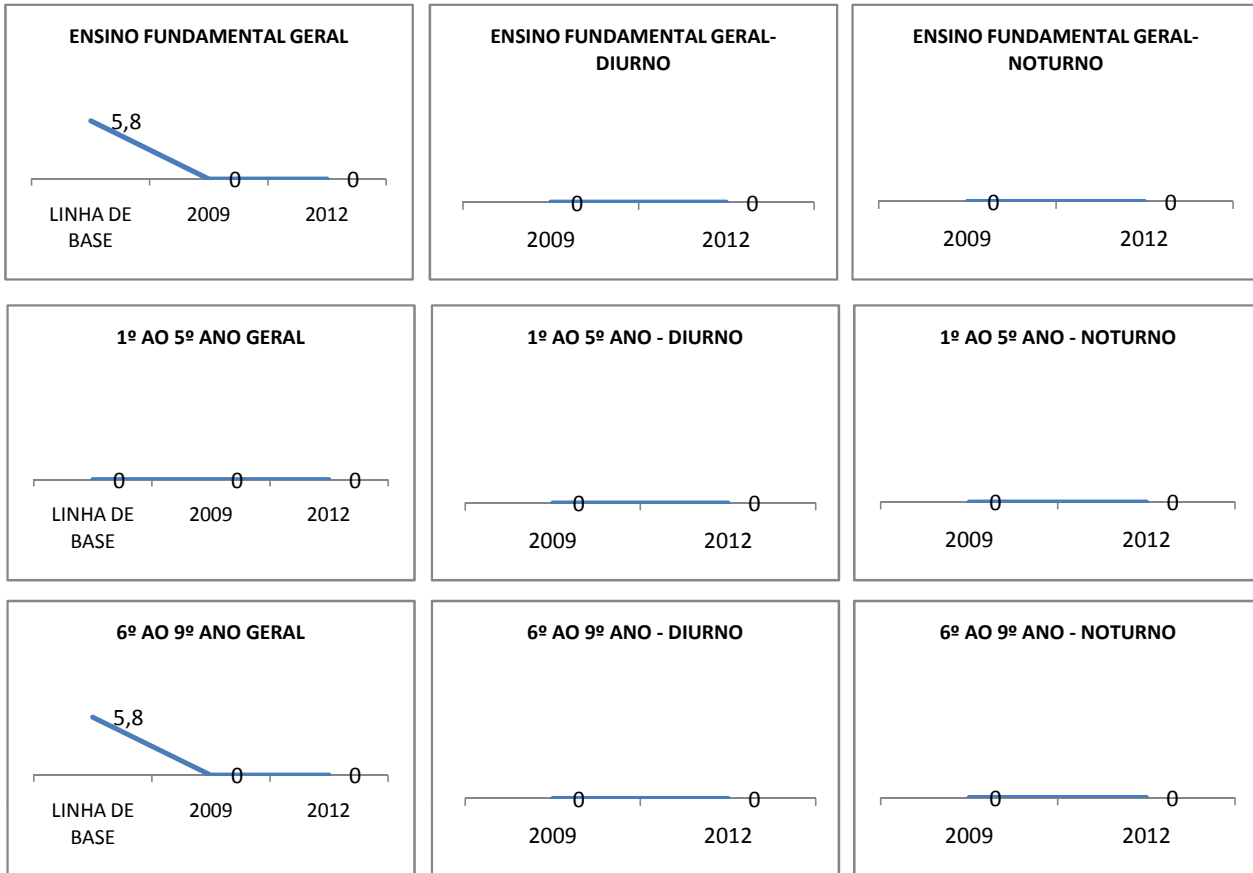 ENSINO FUNDAMENTAL GERAL
5,8
0
0
LINHA DE
BASE
2009
2012
ENSINO FUNDAMENTAL GERAL-
DIURNO
0
0
2009
2012
ENSINO FUNDAMENTAL GERAL-
NOTURNO
0
0
2009
2012
1º AO 5º ANO GERAL
0
0
0
LINHA DE
BASE
2009
2012
1º AO 5º ANO - DIURNO
0
0
2009
2012
1º AO 5º ANO - NOTURNO
0
0
2009
2012
6º AO 9º ANO GERAL
5,8
0
0
LINHA DE
BASE
2009
2012
6º AO 9º ANO - DIURNO
0
0
2009
2012
6º AO 9º ANO - NOTURNO
0
0
2009
2012